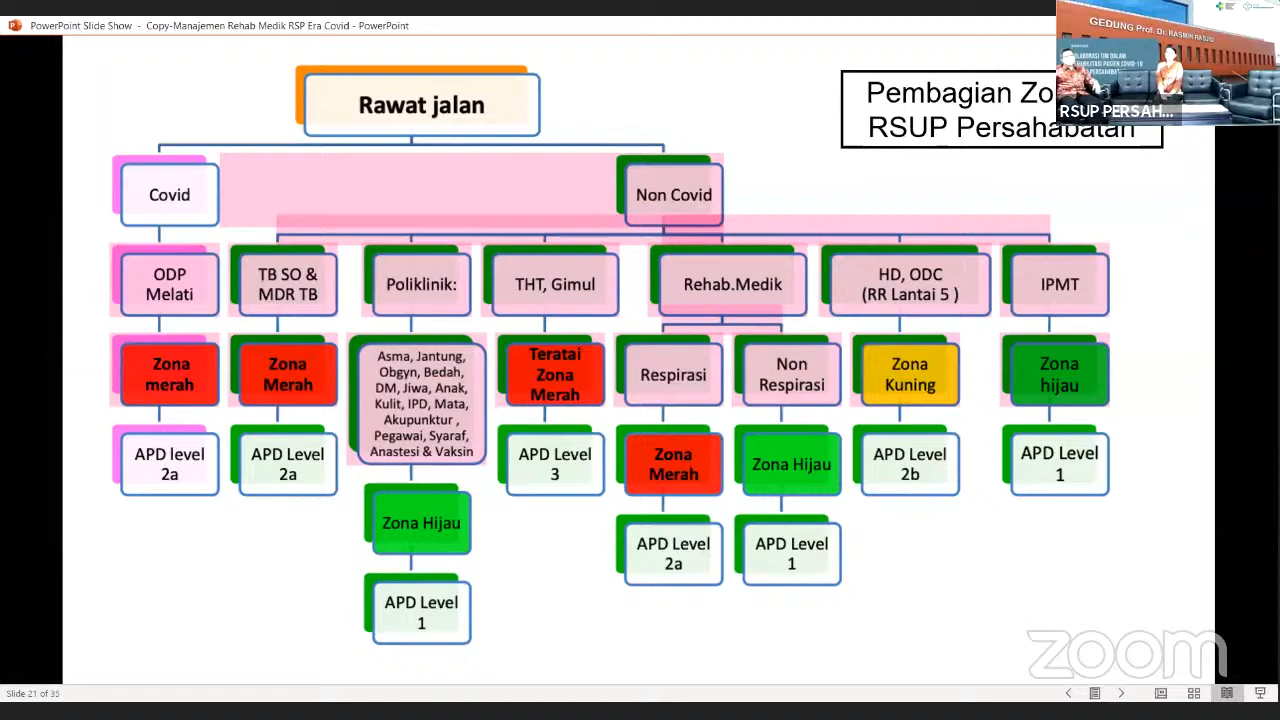 PowerPoint Slide Show - Copy-Manajemen Rehab Medik RSP Era Covid - PowerPoint
GEDUNG Prof. Dr. RASMIN RASJID
RSUP PERSAH...
Pembagian Zo
RSUP Persahabatan
Rawat jalan
Covid
Non Covid
ODP
Melati
TB SO &
MDR TB
Poliklinik:
THT, Gimul
Rehab.Medik
HD, ODC
(RR Lantai 5 )
IPMT
Zona
merah
Zona
Merah
Asma, Jantung,
Obgyn, Bedah,
DM, Jiwa, Anak,
Kulit, IPD, Mata,
Akupunktur ,
Pegawai, Syaraf,
Anastesi & Vaksin
Teratai
Zona
Merah
Respirasi
Non
Respirasi
Zona
Kuning
Zona
hijau
APD level
2a
APD Level
2a
APD Level
3
Zona
Merah
Zona Hijau
APD Level
2b
APD Level
1
Zona Hijau
APD Level
2a
APD Level
1
APD Level
1
zoom
Slide 21 of 35